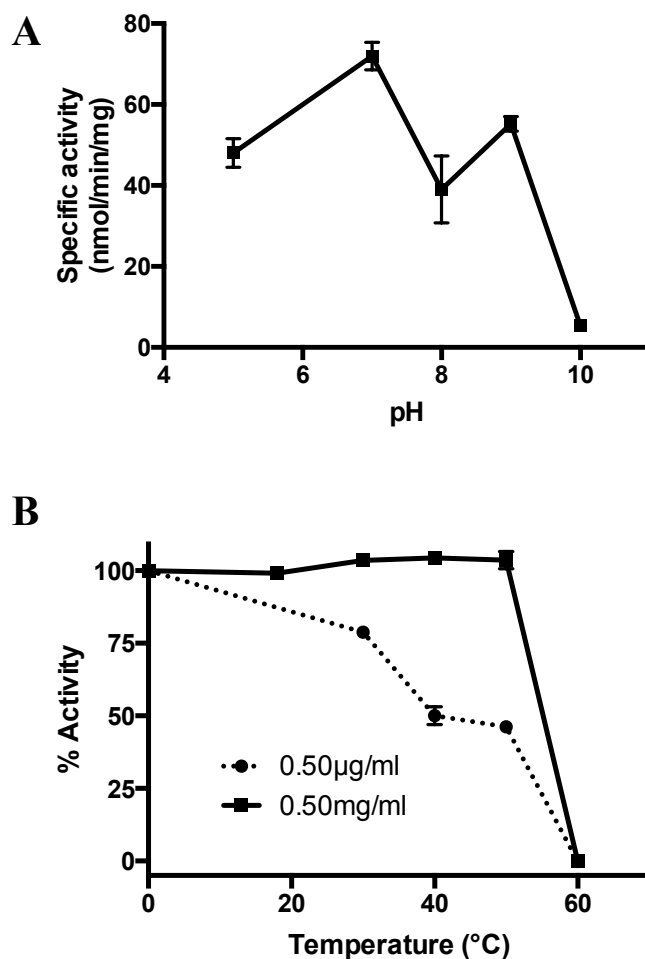 A
80
60
40
20
0
Specific activity
(nmol/min/mg)
4 6 8 10
pH
B
100
75
50
25
0
% Activity
0.50µg/ml
0.50mg/ml
0 20 40 60
Temperature (°C)